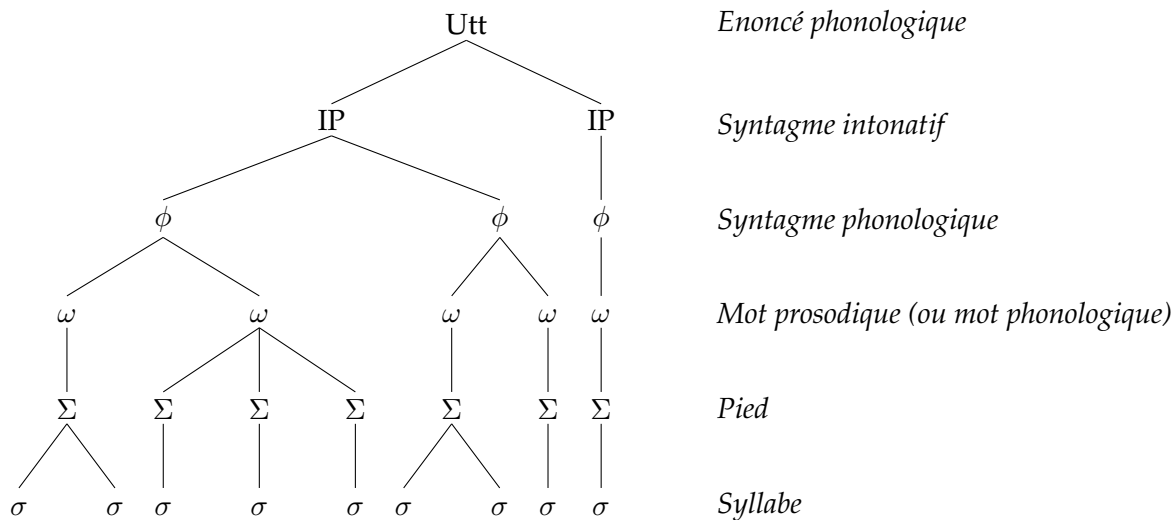 Utt Enoncé phonologique
IP IP Syntagme intonatif
ϕ ϕ ϕ Syntagme phonologique
ω ω ω ω ω Mot prosodique (ou mot phonologique)
Σ Σ Σ Σ Σ Σ Σ Pied
σ σ σ σ σ σ σ σ σ Syllabe